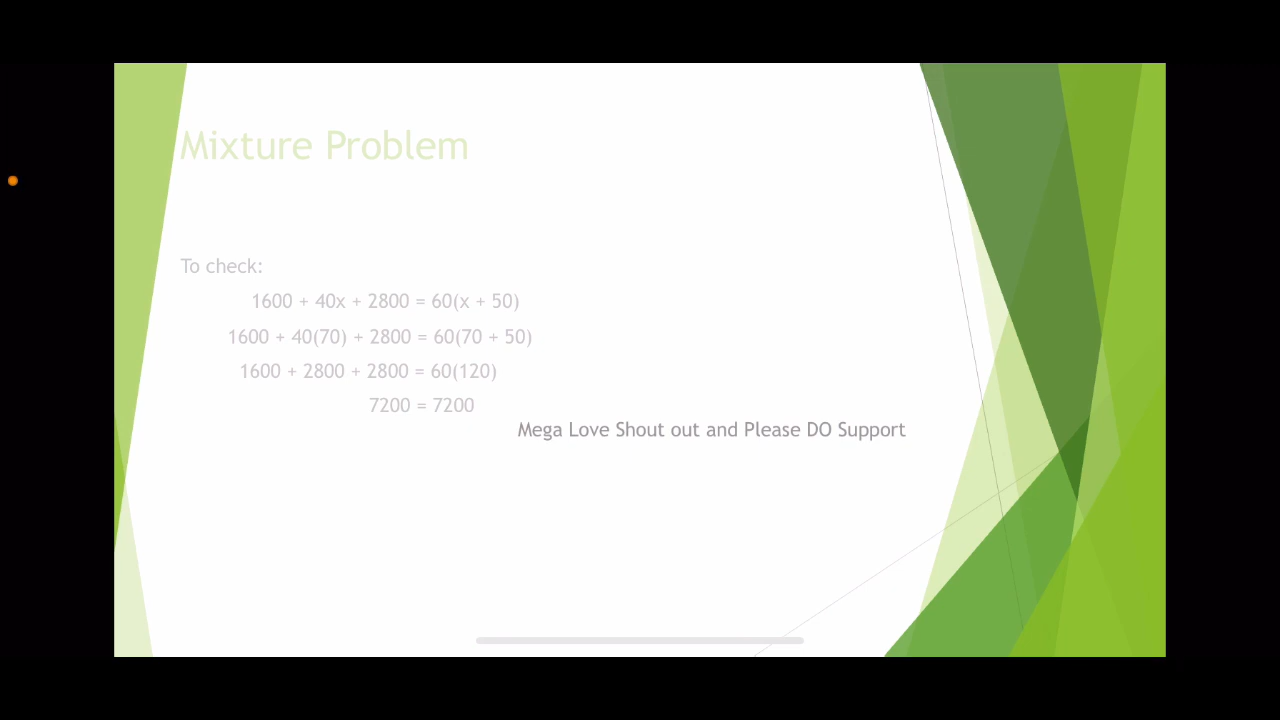 Mixture Problem
To check:
1600 + 40x + 2800 = 60(x + 50)
1600 + 40(70) + 2800 = 60(70 + 50)
1600 + 2800 + 2800 = 60(120)
7200 = 7200
Mega Love Shout out and Please DO Support